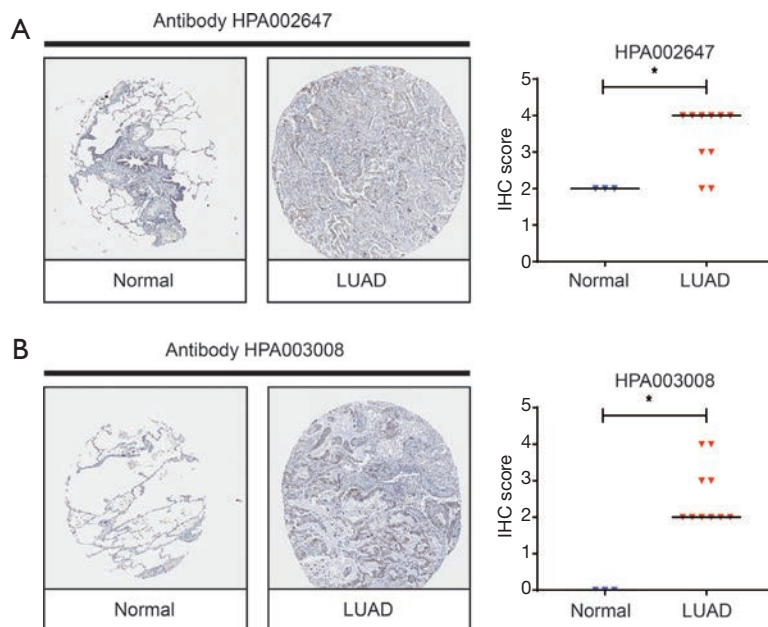 A
Antibody HPA002647
Normal
LUAD
HPA002647
*
IHC score
5
4
3
2
1
0
Normal
LUAD
B
Antibody HPA003008
Normal
LUAD
HPA003008
*
IHC score
5
4
3
2
1
0
Normal
LUAD